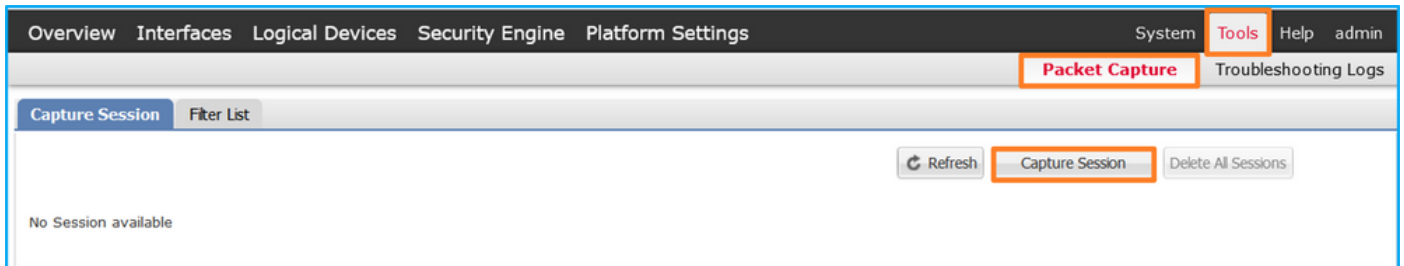 Overview Interfaces Logical Devices Security Engine Platform Settings System Tools Help admin
Packet Capture Troubleshooting Logs
Capture Session Filter List
Refresh Capture Session Delete All Sessions
No Session available